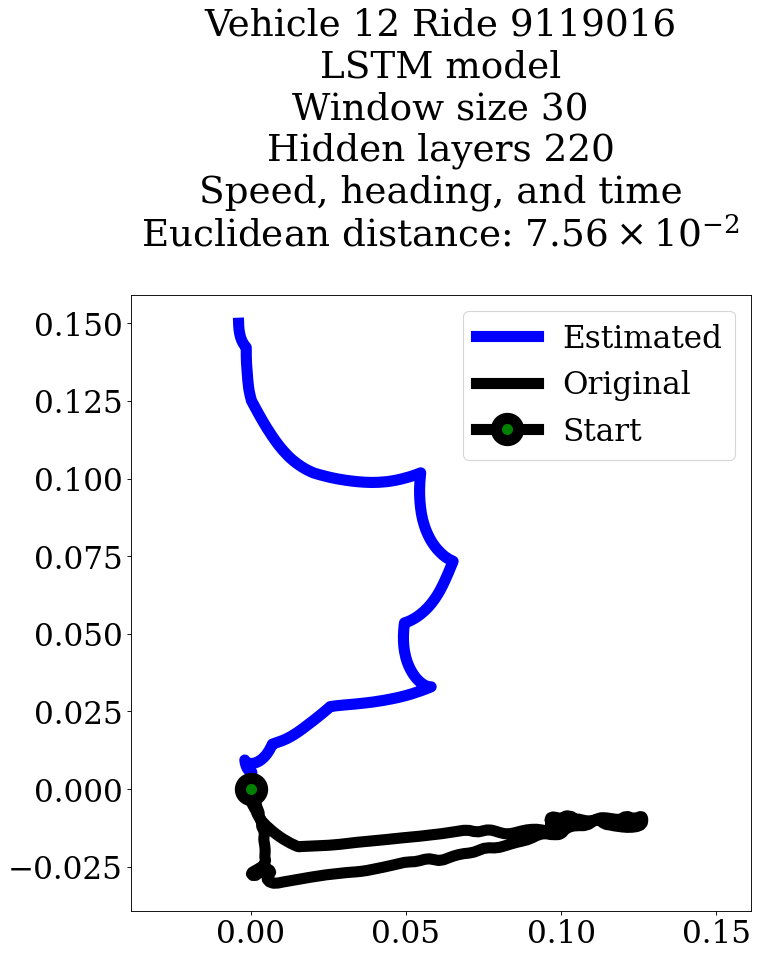 Vehicle 12 Ride 9119016
LSTM model
Window size 30
Hidden layers 220
Speed, heading, and time
Euclidean distance: 7.56 × 10⁻²
Estimated
Original
Start
0.150
0.125
0.100
0.075
0.050
0.025
0.000
−0.025
0.00 0.05 0.10 0.15